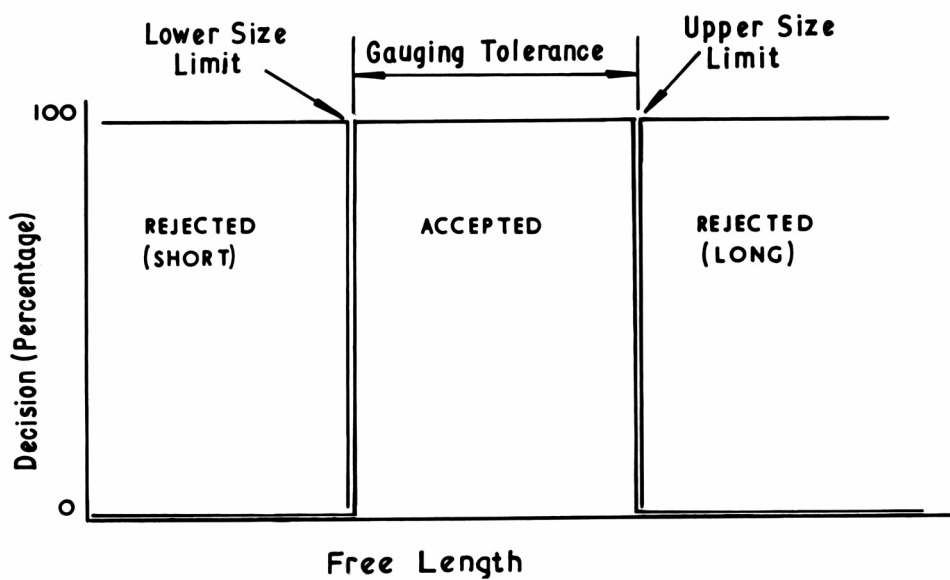 Lower Size
Limit
Gauging Tolerance
Upper Size
Limit
100
REJECTED
(SHORT)
ACCEPTED
REJECTED
(LONG)
Decision (Percentage)
0
Free Length